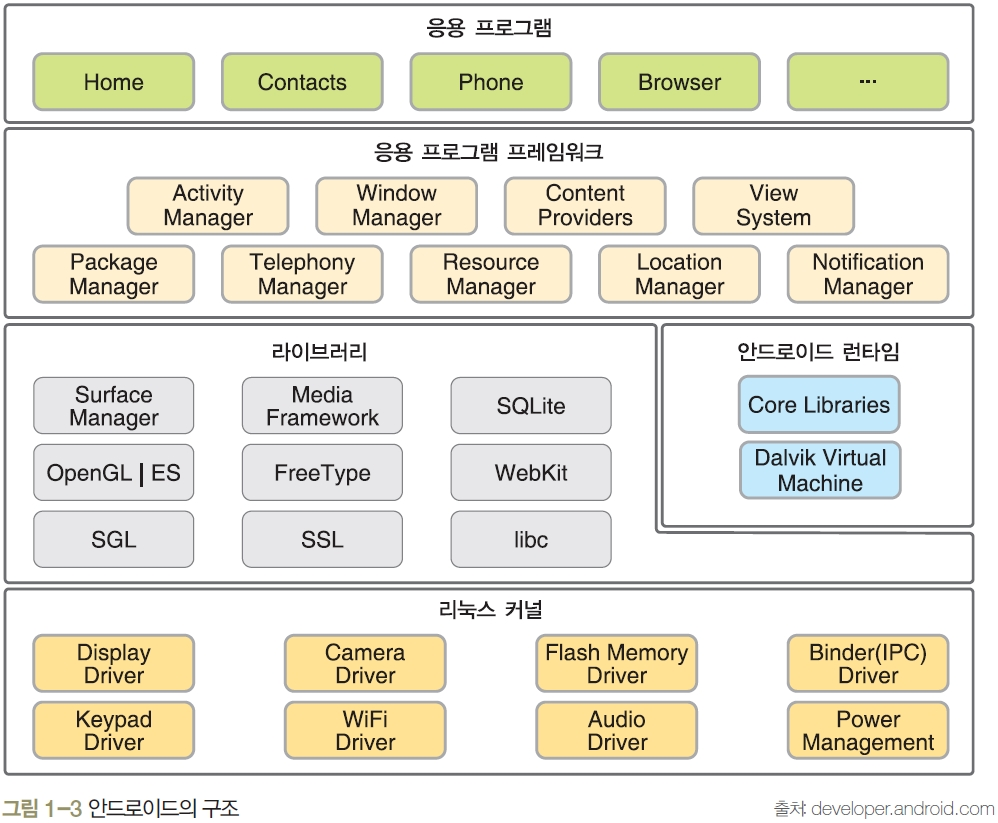 응용 프로그램
Home
Contacts
Phone
Browser
...
응용 프로그램 프레임워크
Activity
Manager
Window
Manager
Content
Providers
View
System
Package
Manager
Telephony
Manager
Resource
Manager
Location
Manager
Notification
Manager
라이브러리
Surface
Manager
Media
Framework
SQLite
OpenGL | ES
FreeType
WebKit
SGL
SSL
libc
안드로이드 런타임
Core Libraries
Dalvik Virtual
Machine
리눅스 커널
Display
Driver
Camera
Driver
Flash Memory
Driver
Binder(IPC)
Driver
Keypad
Driver
WiFi
Driver
Audio
Driver
Power
Management
그림 1-3 안드로이드의 구조
출처: developer.android.com